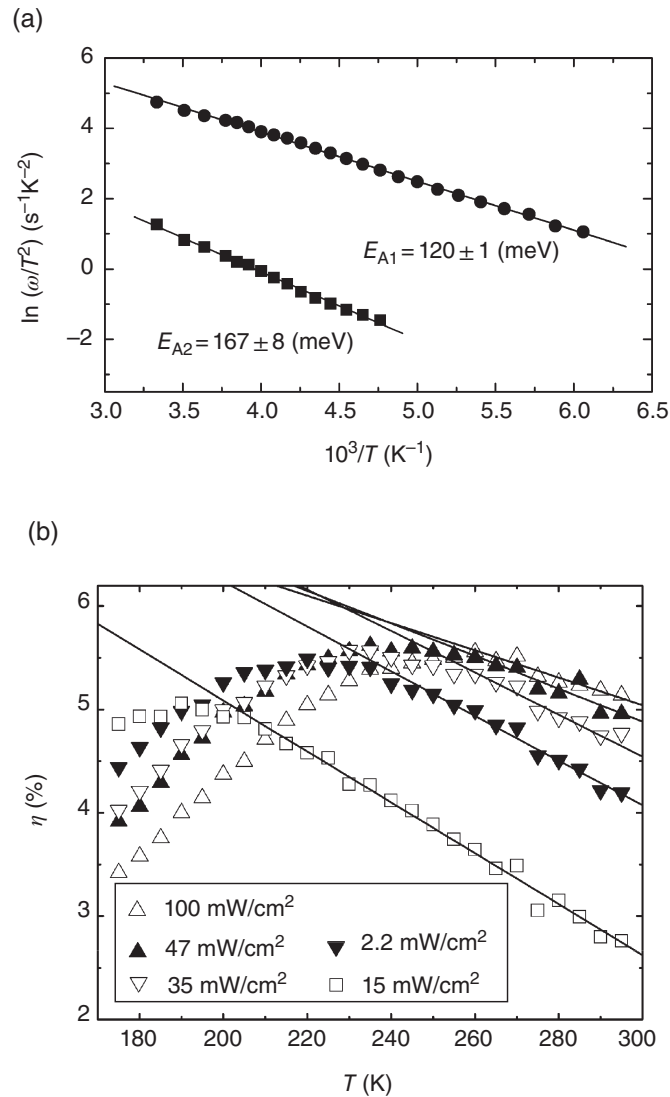 (a)
6
4
2
0
−2
3.0 3.5 4.0 4.5 5.0 5.5 6.0 6.5
ln (ω/T²) (s⁻¹K⁻²)
E_A1 = 120 ± 1 (meV)
E_A2 = 167 ± 8 (meV)
10³/T (K⁻¹)
(b)
6
5
4
3
2
η (%)
100 mW/cm²
47 mW/cm² 2.2 mW/cm²
35 mW/cm² 15 mW/cm²
180 200 220 240 260 280 300
T (K)